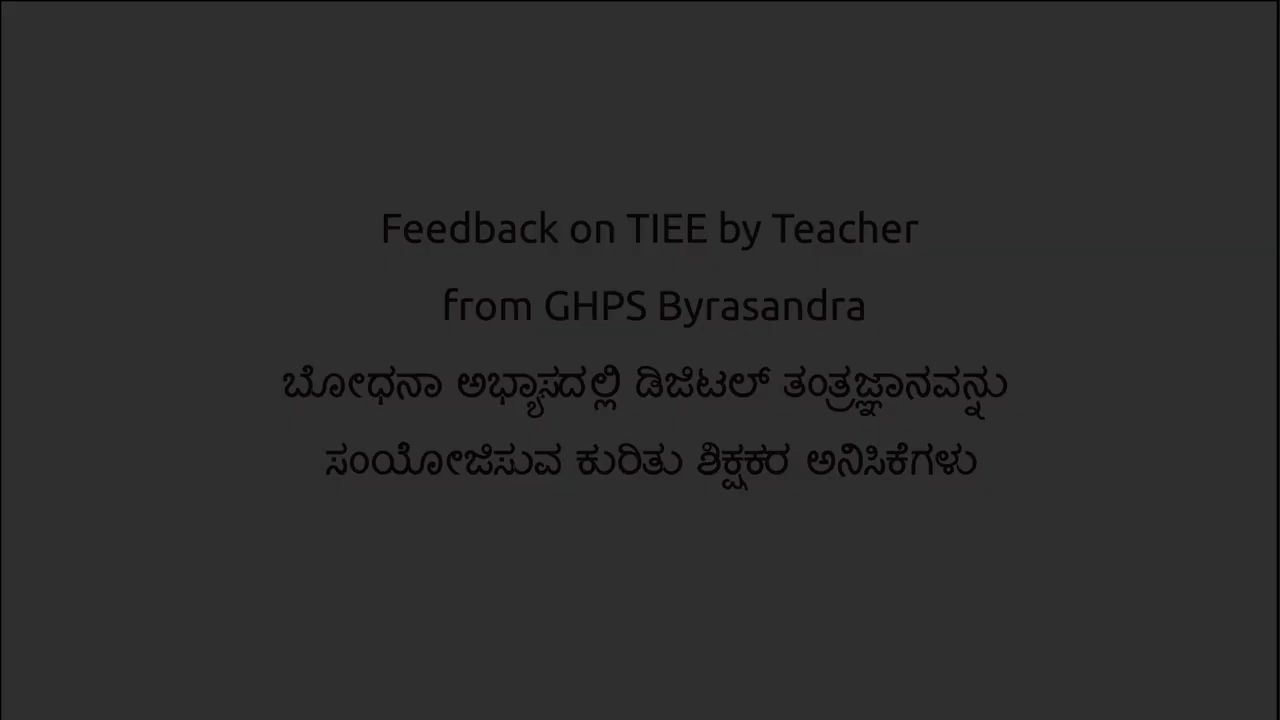 Feedback on TIEE by Teacher
from GHPS Byrasandra
ಬೋಧನಾ ಅಭ್ಯಾಸದಲ್ಲಿ ಡಿಜಿಟಲ್ ತಂತ್ರಜ್ಞಾನವನ್ನು
ಸಂಯೋಜಿಸುವ ಕುರಿತು ಶಿಕ್ಷಕರ ಅನಿಸಿಕೆಗಳು